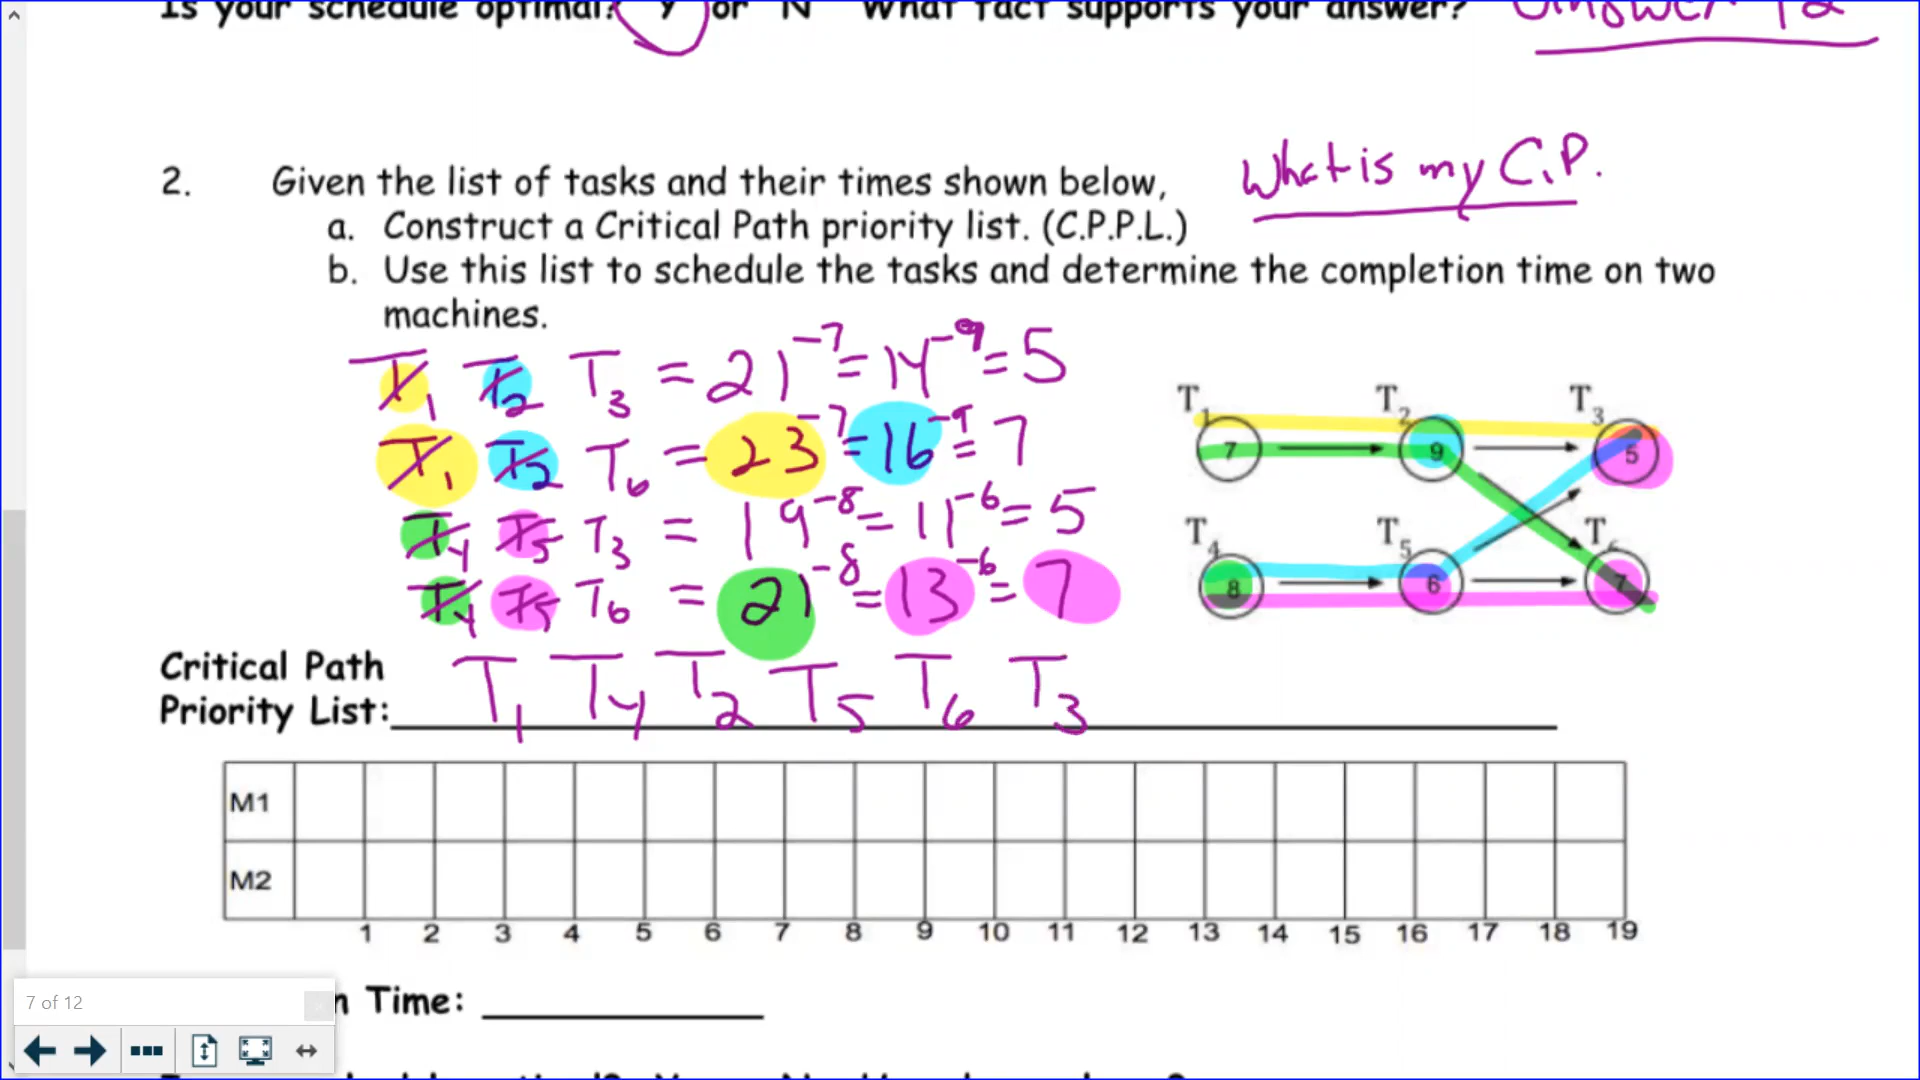 Is your schedule optimal? Y or N What fact supports your answer? answer 12
2. Given the list of tasks and their times shown below, What is my C.P.
a. Construct a Critical Path priority list. (C.P.P.L.)
b. Use this list to schedule the tasks and determine the completion time on two
machines.
T1 T2 T3 = 21 -7 = 14 -9 = 5
T1 T2 T6 = 23 -7 = 16 -9 = 7
T4 T5 T3 = 19 -8 = 11 -6 = 5
T4 T5 T6 = 21 -8 = 13 -6 = 7
T1 T2 T3
7 9 5
T4 T5 T6
8 6 7
Critical Path
Priority List: T1 T4 T2 T5 T6 T3
M1
M2
1 2 3 4 5 6 7 8 9 10 11 12 13 14 15 16 17 18 19
n Time:
7 of 12